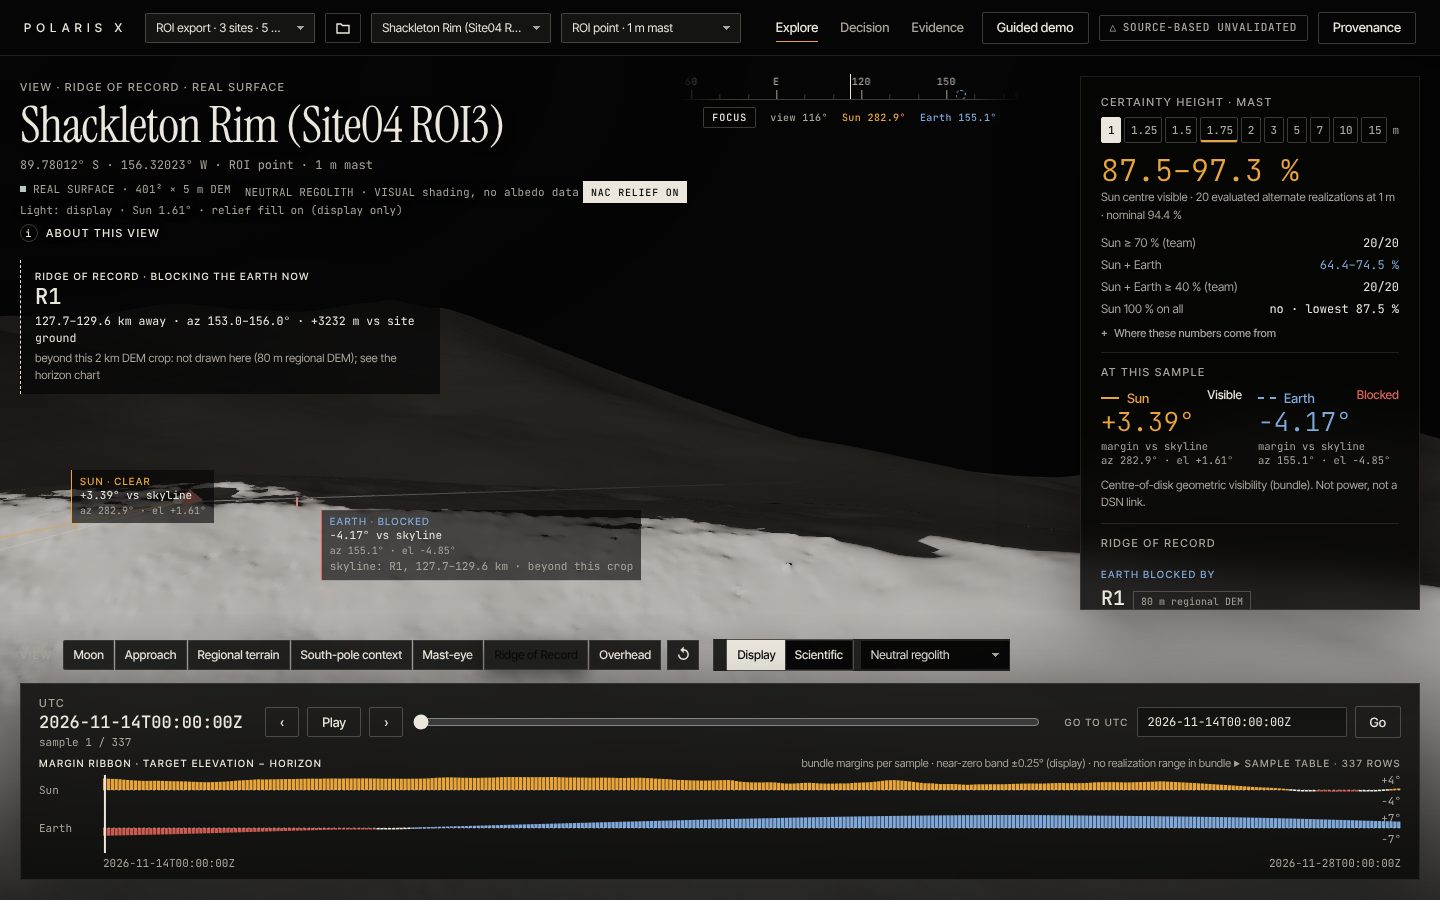 POLARIS X
ROI export · 3 sites · 5 ...
Shackleton Rim (Site04 R...
ROI point · 1 m mast
Explore
Decision
Evidence
Guided demo
△ SOURCE-BASED UNVALIDATED
Provenance
VIEW · RIDGE OF RECORD · REAL SURFACE
Shackleton Rim (Site04 ROI3)
89.78012° S · 156.32023° W · ROI point · 1 m mast
REAL SURFACE · 401² × 5 m DEM NEUTRAL REGOLITH · VISUAL shading, no albedo data NAC RELIEF ON
Light: display · Sun 1.61° · relief fill on (display only)
i ABOUT THIS VIEW
60 E 120 150
FOCUS view 116° Sun 282.9° Earth 155.1°
RIDGE OF RECORD · BLOCKING THE EARTH NOW
R1
127.7–129.6 km away · az 153.0–156.0° · +3232 m vs site
ground
beyond this 2 km DEM crop: not drawn here (80 m regional DEM); see the
horizon chart
SUN · CLEAR
+3.39° vs skyline
az 282.9° · el +1.61°
EARTH · BLOCKED
-4.17° vs skyline
az 155.1° · el -4.85°
skyline: R1, 127.7–129.6 km · beyond this crop
CERTAINTY HEIGHT · MAST
1 1.25 1.5 1.75 2 3 5 7 10 15 m
87.5–97.3 %
Sun centre visible · 20 evaluated alternate realizations at 1 m
· nominal 94.4 %
Sun ≥ 70 % (team) 20/20
Sun + Earth 64.4–74.5 %
Sun + Earth ≥ 40 % (team) 20/20
Sun 100 % on all no · lowest 87.5 %
+ Where these numbers come from
AT THIS SAMPLE
Sun Visible
+3.39°
margin vs skyline
az 282.9° · el +1.61°
Earth Blocked
-4.17°
margin vs skyline
az 155.1° · el -4.85°
Centre-of-disk geometric visibility (bundle). Not power, not a
DSN link.
RIDGE OF RECORD
EARTH BLOCKED BY
R1 80 m regional DEM
VIEW Moon Approach Regional terrain South-pole context Mast-eye Ridge of Record Overhead
Display Scientific Neutral regolith
UTC
2026-11-14T00:00:00Z
sample 1 / 337
‹ Play ›
GO TO UTC 2026-11-14T00:00:00Z Go
MARGIN RIBBON · TARGET ELEVATION – HORIZON
bundle margins per sample · near-zero band ±0.25° (display) · no realization range in bundle ▸ SAMPLE TABLE · 337 ROWS
Sun +4°
-4°
Earth +7°
-7°
2026-11-14T00:00:00Z 2026-11-28T00:00:00Z